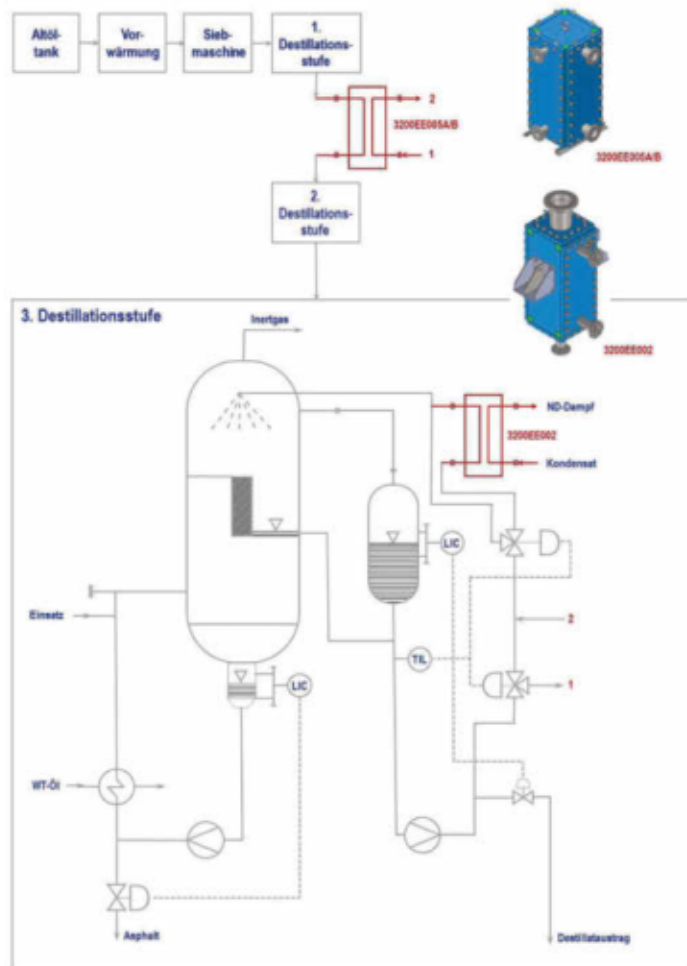 Altöl-
tank
Vor-
wärmung
Sieb-
maschine
1.
Destillations-
stufe
2
3200EE005A/B
1
3200EE005A/B
2.
Destillations-
stufe
3200EE002
3. Destillationsstufe
Inertgas
ND-Dampf
3200EE002
Kondensat
LIC
Einsatz
2
TIL
LIC
1
WT-Öl
Asphalt
Destillataustrag